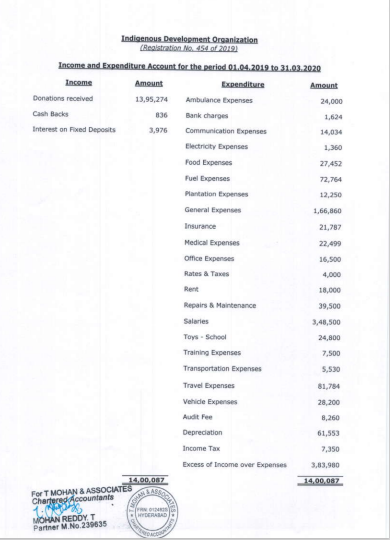 Indigenous Development Organization
(Registration No. 454 of 2019)
Income and Expenditure Account for the period 01.04.2019 to 31.03.2020
Income Amount Expenditure Amount
Donations received 13,95,274 Ambulance Expenses 24,000
Cash Backs 836 Bank charges 1,624
Interest on Fixed Deposits 3,976 Communication Expenses 14,034
Electricity Expenses 1,360
Food Expenses 27,452
Fuel Expenses 72,764
Plantation Expenses 12,250
General Expenses 1,66,860
Insurance 21,787
Medical Expenses 22,499
Office Expenses 16,500
Rates & Taxes 4,000
Rent 18,000
Repairs & Maintenance 39,500
Salaries 3,48,500
Toys - School 24,800
Training Expenses 7,500
Transportation Expenses 5,530
Travel Expenses 81,784
Vehicle Expenses 28,200
Audit Fee 8,260
Depreciation 61,553
Income Tax 7,350
Excess of Income over Expenses 3,83,980
14,00,087 14,00,087
For T MOHAN & ASSOCIATES
Chartered Accountants
MOHAN REDDY. T
Partner M.No.239635
MOHAN & ASSOCIATES
HYDERABAD
CHARTERED ACCOUNTANTS